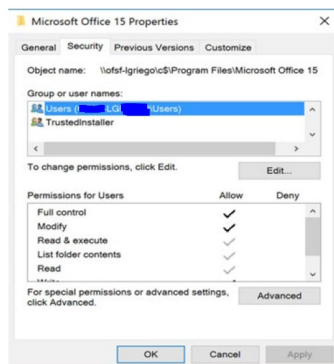 Microsoft Office 15 Properties
General Security Previous Versions Customize
Object name: \\ofsf-lgriego\c$\Program Files\Microsoft Office 15
Group or user names:
Users ( LG \Users)
TrustedInstaller
To change permissions, click Edit.
Edit...
Permissions for Users Allow Deny
Full control
Modify
Read & execute
List folder contents
Read
For special permissions or advanced settings, click Advanced.
Advanced
OK Cancel Apply